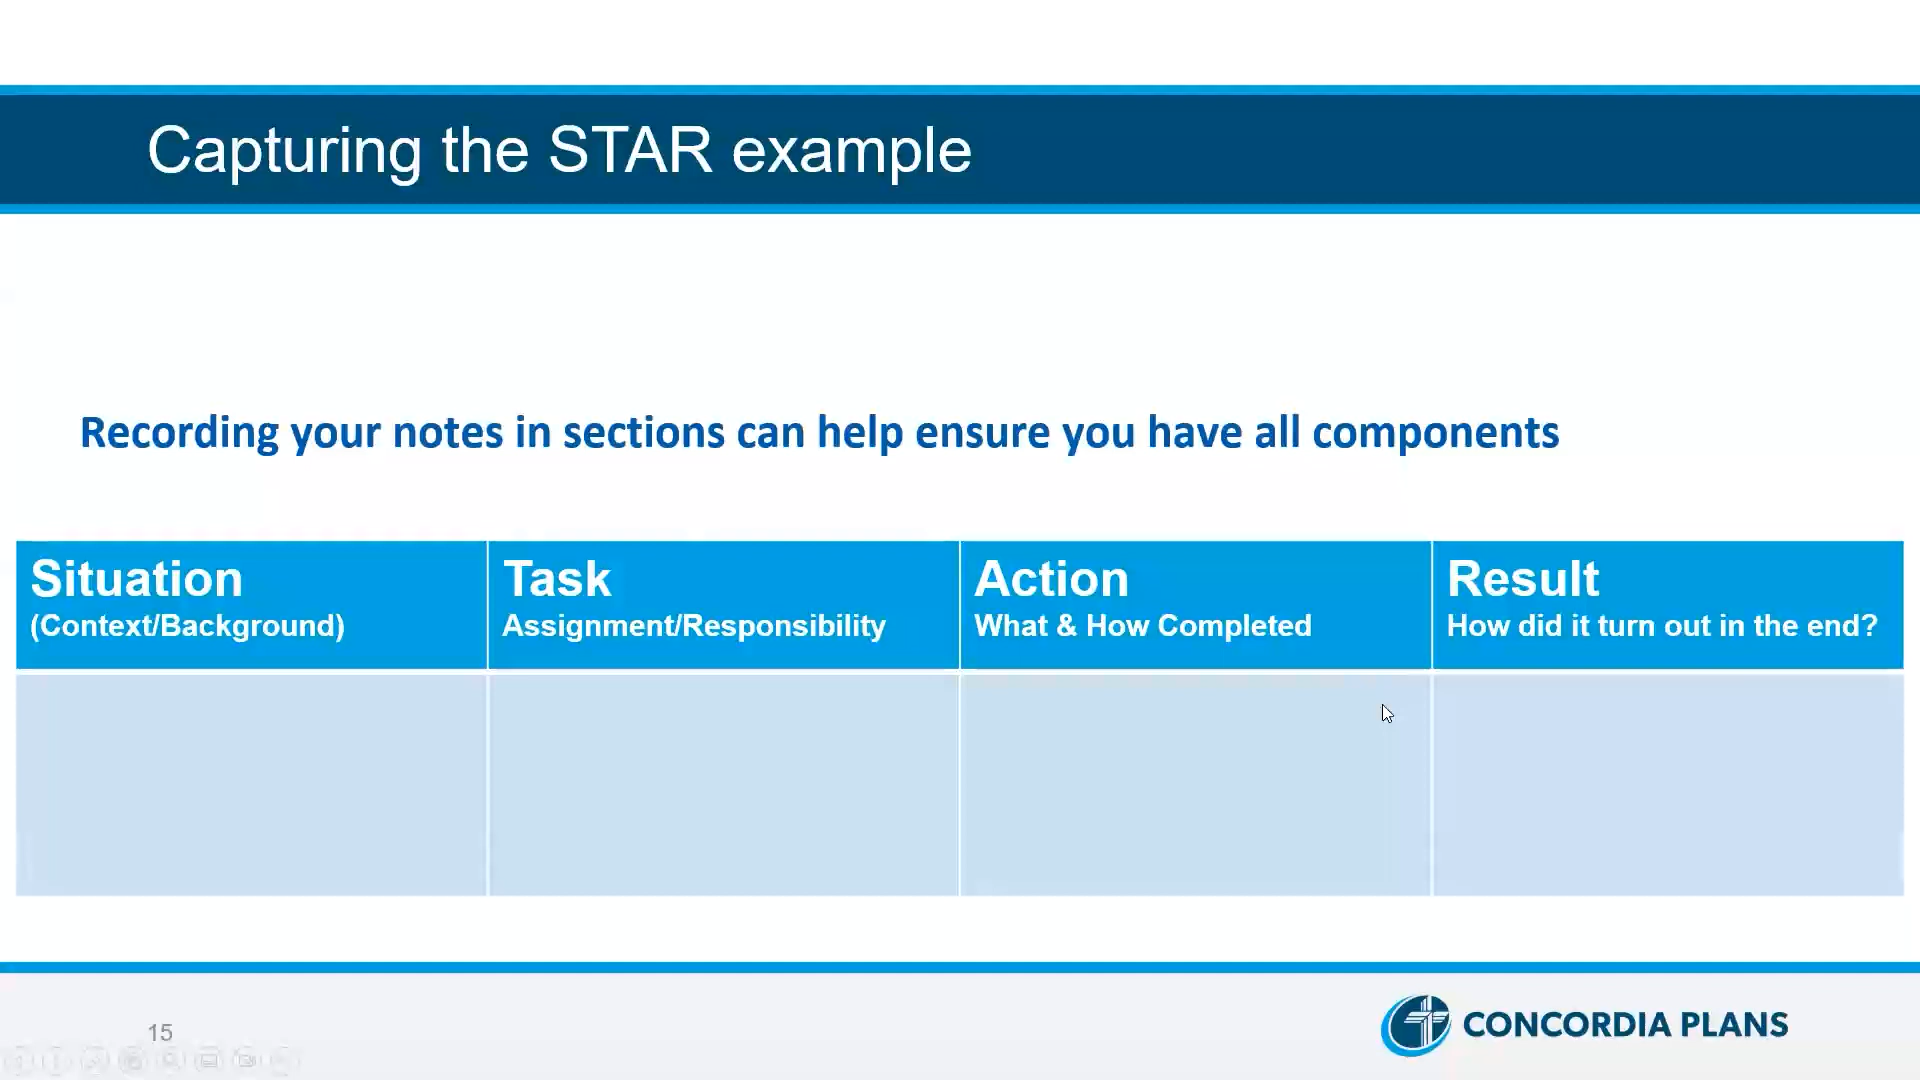 Capturing the STAR example
Recording your notes in sections can help ensure you have all components
Situation
(Context/Background)
Task
Assignment/Responsibility
Action
What & How Completed
Result
How did it turn out in the end?
15
CONCORDIA PLANS